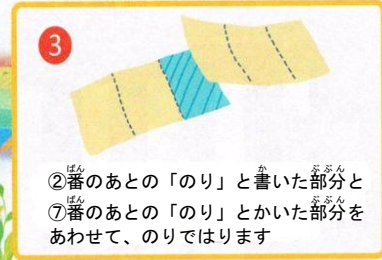 3
②番のあとの「のり」と書いた部分と
⑦番のあとの「のり」とかいた部分を
あわせて、のりではります